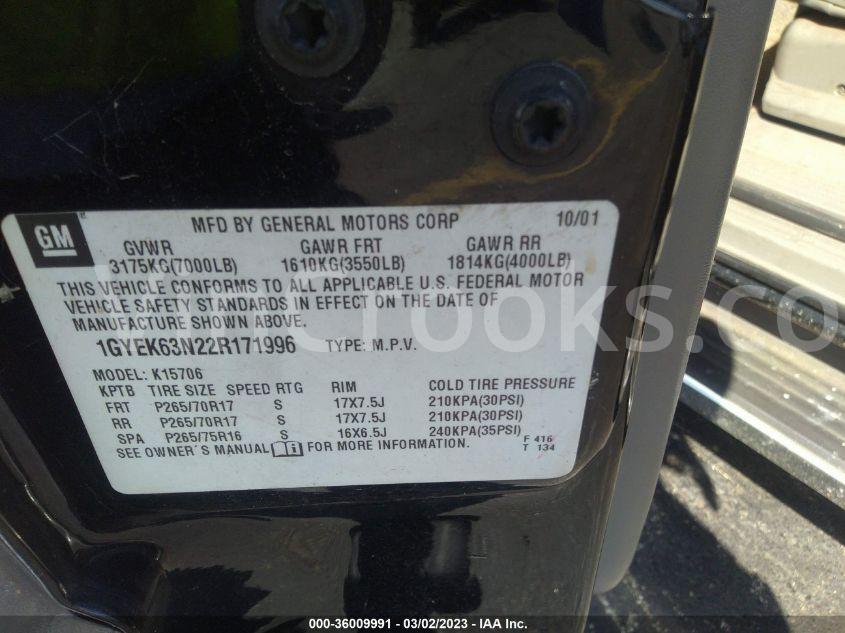 GM
MFD BY GENERAL MOTORS CORP 10/01
GVWR GAWR FRT GAWR RR
3175KG(7000LB) 1610KG(3550LB) 1814KG(4000LB)
THIS VEHICLE CONFORMS TO ALL APPLICABLE U.S. FEDERAL MOTOR
VEHICLE SAFETY STANDARDS IN EFFECT ON THE DATE OF
MANUFACTURE SHOWN ABOVE.
1GYEK63N22R171996 TYPE: M.P.V.
MODEL: K15706
KPTB TIRE SIZE SPEED RTG RIM COLD TIRE PRESSURE
FRT P265/70R17 S 17X7.5J 210KPA(30PSI)
RR P265/70R17 S 17X7.5J 210KPA(30PSI)
SPA P265/75R16 S 16X6.5J 240KPA(35PSI)
SEE OWNER'S MANUAL FOR MORE INFORMATION.
F 416
T 134
000-36009991 - 03/02/2023 - IAA Inc.